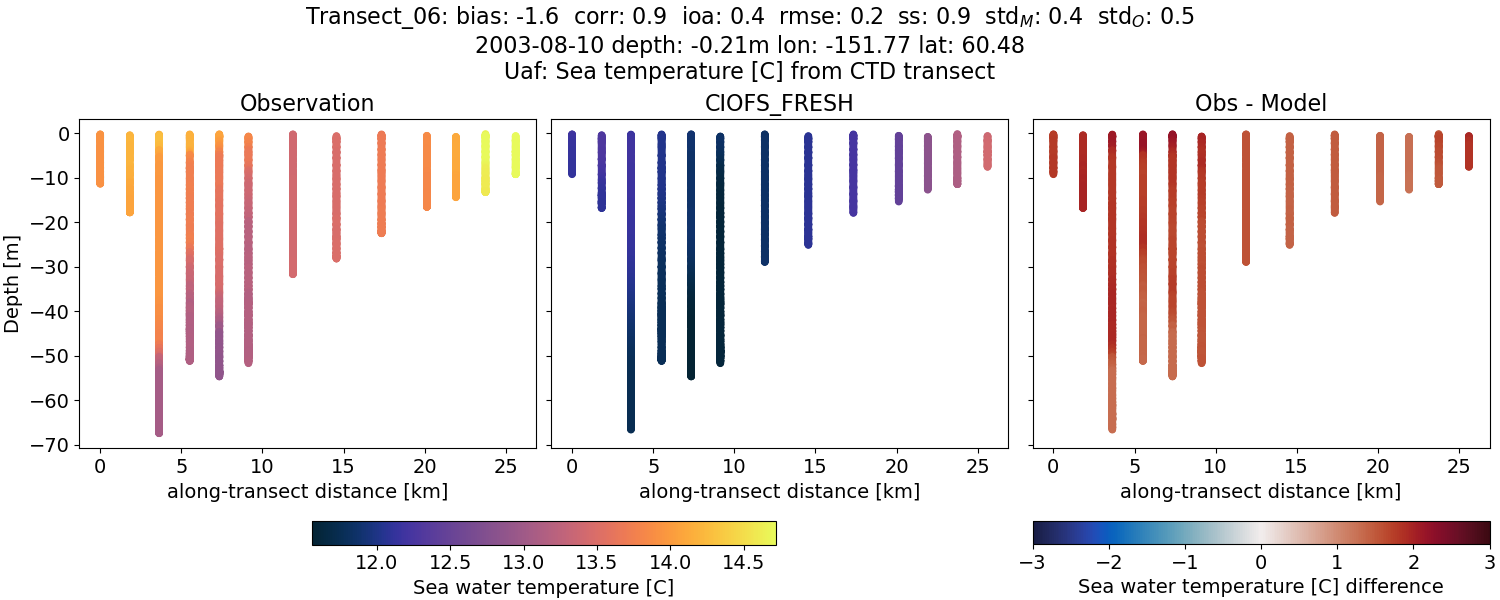 Transect_06: bias: -1.6 corr: 0.9 ioa: 0.4 rmse: 0.2 ss: 0.9 std_M: 0.4 std_O: 0.5
2003-08-10 depth: -0.21m lon: -151.77 lat: 60.48
Uaf: Sea temperature [C] from CTD transect
Observation CIOFS_FRESH Obs - Model
Depth [m]
0
−10
−20
−30
−40
−50
−60
−70
0 5 10 15 20 25 0 5 10 15 20 25 0 5 10 15 20 25
along-transect distance [km] along-transect distance [km] along-transect distance [km]
12.0 12.5 13.0 13.5 14.0 14.5 −3 −2 −1 0 1 2 3
Sea water temperature [C] Sea water temperature [C] difference